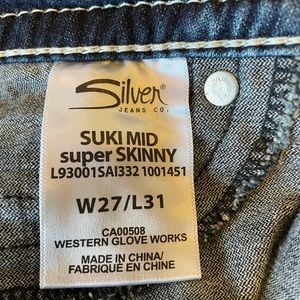 Silver
JEANS CO.
SUKI MID
super SKINNY
L93001SAI332 1001451
W27/L31
CA00508
WESTERN GLOVE WORKS
MADE IN CHINA/
FABRIQUÉ EN CHINE